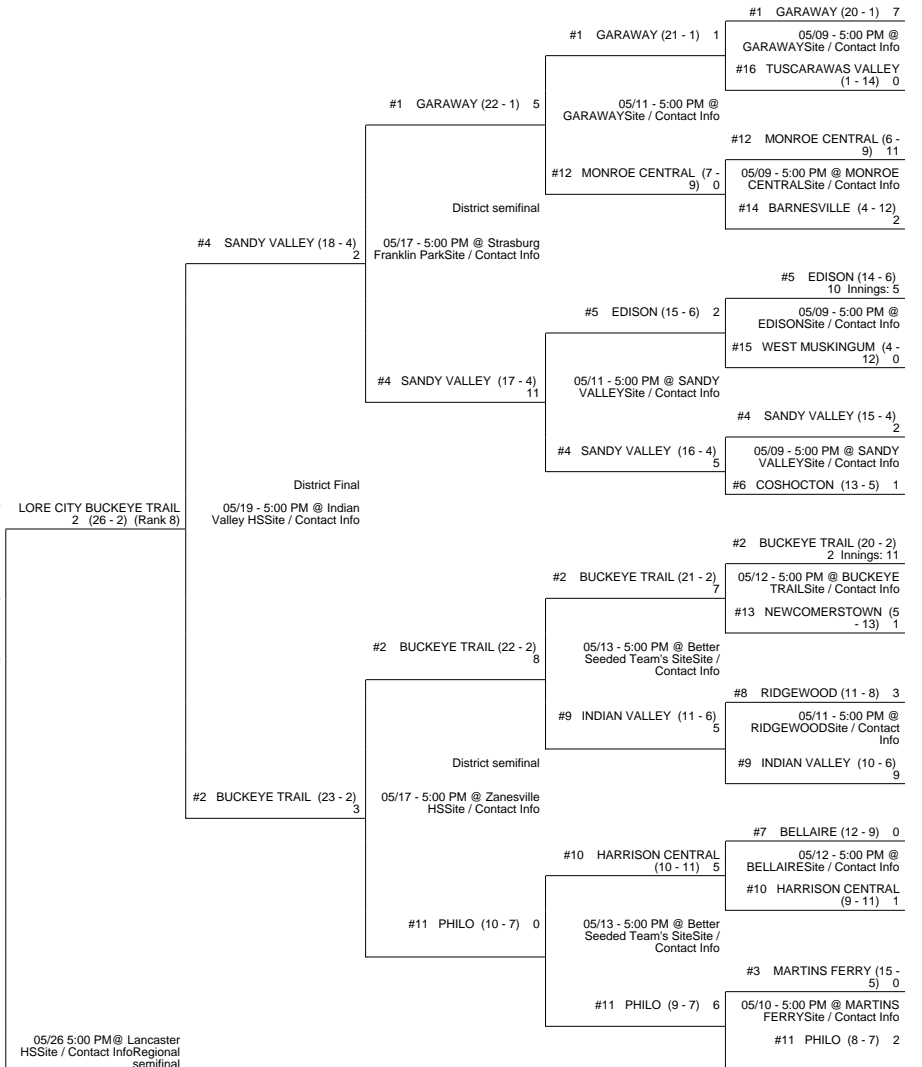 #1 GARAWAY (20 - 1) 7
05/09 - 5:00 PM @
GARAWAYSite / Contact Info
#16 TUSCARAWAS VALLEY
(1 - 14) 0
#12 MONROE CENTRAL (6 -
9) 11
05/09 - 5:00 PM @ MONROE
CENTRALSite / Contact Info
#14 BARNESVILLE (4 - 12)
2
#5 EDISON (14 - 6)
10 Innings: 5
05/09 - 5:00 PM @
EDISONSite / Contact Info
#15 WEST MUSKINGUM (4 -
12) 0
#4 SANDY VALLEY (15 - 4)
2
05/09 - 5:00 PM @ SANDY
VALLEYSite / Contact Info
#6 COSHOCTON (13 - 5) 1
#2 BUCKEYE TRAIL (20 - 2)
2 Innings: 11
05/12 - 5:00 PM @ BUCKEYE
TRAILSite / Contact Info
#13 NEWCOMERSTOWN (5
- 13) 1
#8 RIDGEWOOD (11 - 8) 3
05/11 - 5:00 PM @
RIDGEWOODSite / Contact
Info
#9 INDIAN VALLEY (10 - 6)
9
#7 BELLAIRE (12 - 9) 0
05/12 - 5:00 PM @
BELLAIRESite / Contact Info
#10 HARRISON CENTRAL
(9 - 11) 1
#3 MARTINS FERRY (15 -
5) 0
05/10 - 5:00 PM @ MARTINS
FERRYSite / Contact Info
#11 PHILO (8 - 7) 2
#1 GARAWAY (21 - 1) 1
05/11 - 5:00 PM @
GARAWAYSite / Contact Info
#12 MONROE CENTRAL (7 -
9) 0
#5 EDISON (15 - 6) 2
05/11 - 5:00 PM @ SANDY
VALLEYSite / Contact Info
#4 SANDY VALLEY (16 - 4)
5
#2 BUCKEYE TRAIL (21 - 2)
7
05/13 - 5:00 PM @ Better
Seeded Team's SiteSite /
Contact Info
#9 INDIAN VALLEY (11 - 6)
5
#10 HARRISON CENTRAL
(10 - 11) 5
05/13 - 5:00 PM @ Better
Seeded Team's SiteSite /
Contact Info
#11 PHILO (9 - 7) 6
#1 GARAWAY (22 - 1) 5
District semifinal
05/17 - 5:00 PM @ Strasburg
Franklin ParkSite / Contact Info
#4 SANDY VALLEY (17 - 4)
11
#2 BUCKEYE TRAIL (22 - 2)
8
District semifinal
05/17 - 5:00 PM @ Zanesville
HSSite / Contact Info
#11 PHILO (10 - 7) 0
#4 SANDY VALLEY (18 - 4)
2
District Final
05/19 - 5:00 PM @ Indian
Valley HSSite / Contact Info
#2 BUCKEYE TRAIL (23 - 2)
3
LORE CITY BUCKEYE TRAIL
2 (26 - 2) (Rank 8)
05/26 5:00 PM@ Lancaster
HSSite / Contact InfoRegional
semifinal